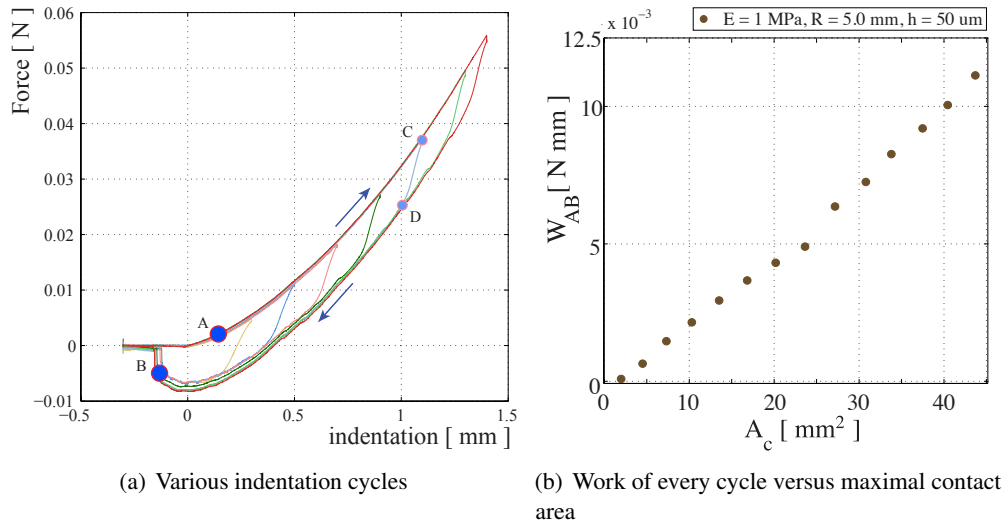 0.06
0.05
0.04
0.03
0.02
0.01
0
−0.01
Force [ N ]
−0.5
0
0.5
1
1.5
indentation [ mm ]
A
B
C
D
(a) Various indentation cycles
x 10⁻³
E = 1 MPa, R = 5.0 mm, h = 50 um
12.5
10
5
0
W_AB [ N mm ]
0
10
20
30
40
A_c [ mm² ]
(b) Work of every cycle versus maximal contact
area